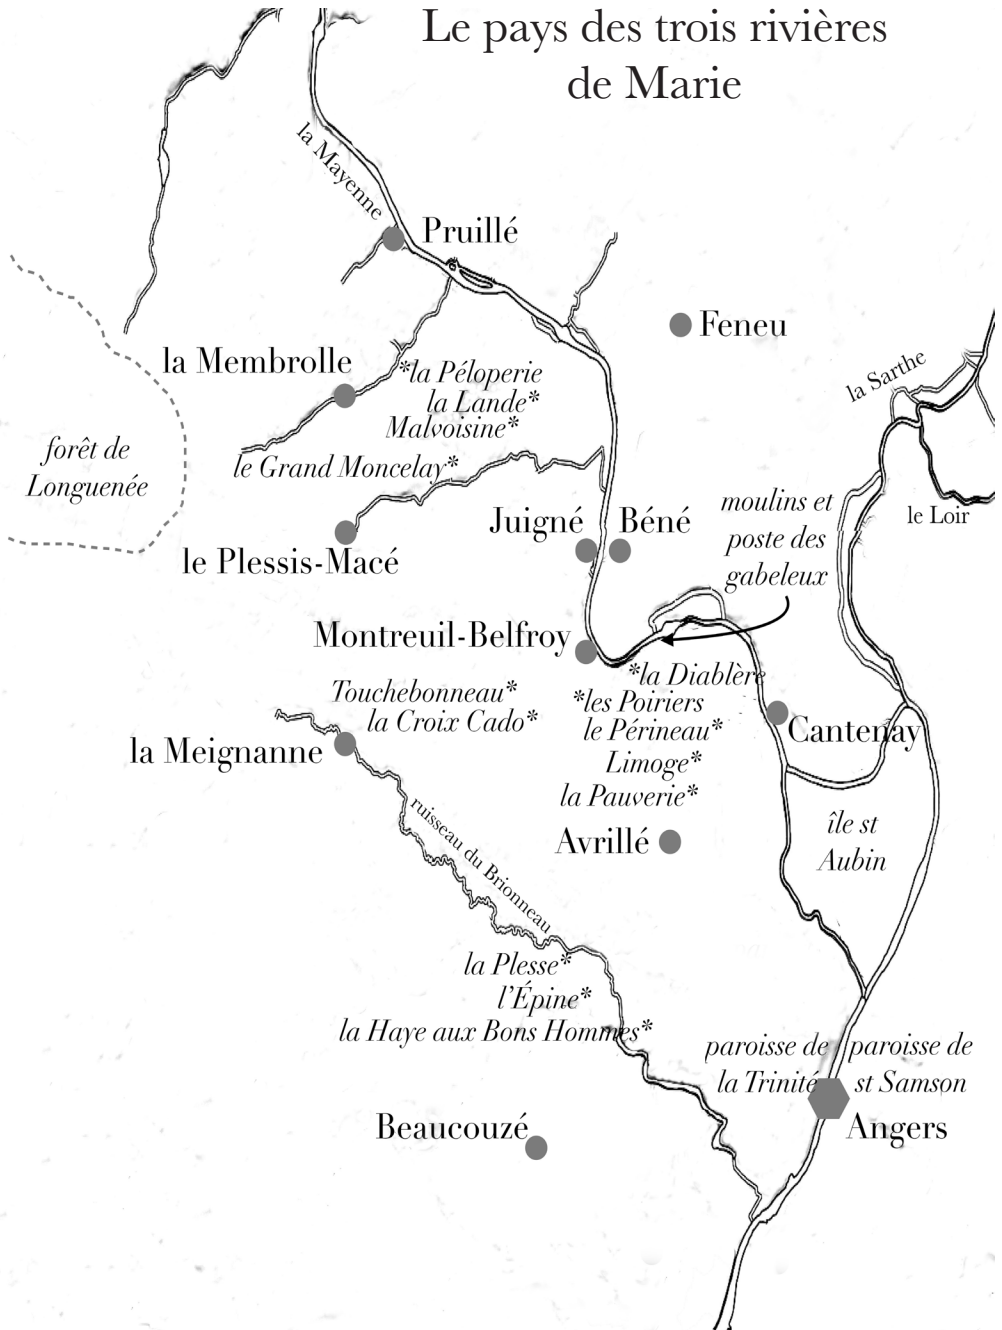 Le pays des trois rivières
de Marie
la Mayenne
Pruillé
Feneu
la Membrolle
*la Péloperie
la Lande*
Malvoisine*
la Sarthe
forêt de
Longuenée
le Grand Moncelay*
le Loir
moulins et
poste des
gabeleux
Juigné
Béné
le Plessis-Macé
Montreuil-Belfroy
*la Diablère
Touchebonneau*
*les Poiriers
la Croix Cado*
le Périneau*
Cantenay
la Meignanne
Limoge*
la Pauverie*
ruisseau du Brionneau
île st
Aubin
Avrillé
la Plesse*
l'Épine*
la Haye aux Bons Hommes*
paroisse de
la Trinité
paroisse de
st Samson
Angers
Beaucouzé